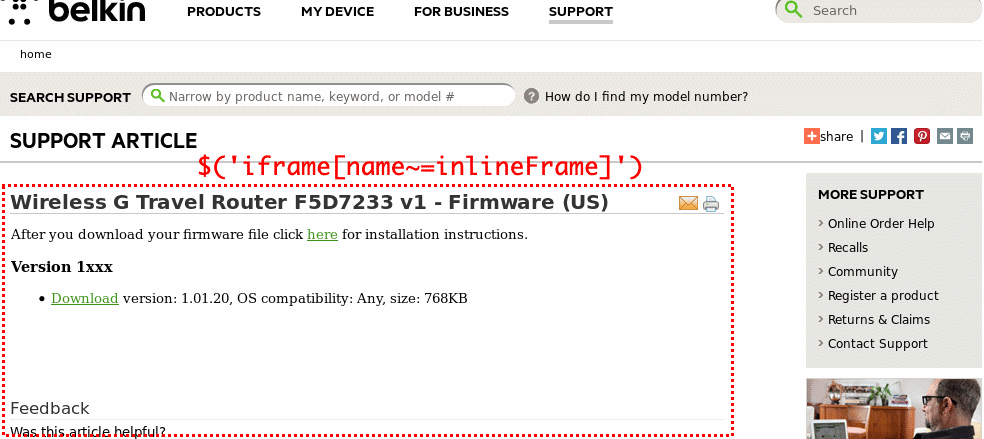 belkin
PRODUCTS MY DEVICE FOR BUSINESS SUPPORT Search
home
SEARCH SUPPORT Narrow by product name, keyword, or model # ? How do I find my model number?
SUPPORT ARTICLE share |
$('iframe[name~=inlineFrame]')
Wireless G Travel Router F5D7233 v1 - Firmware (US)
After you download your firmware file click here for installation instructions.
Version 1xxx
• Download version: 1.01.20, OS compatibility: Any, size: 768KB
Feedback
Was this article helpful?
MORE SUPPORT
› Online Order Help
› Recalls
› Community
› Register a product
› Returns & Claims
› Contact Support